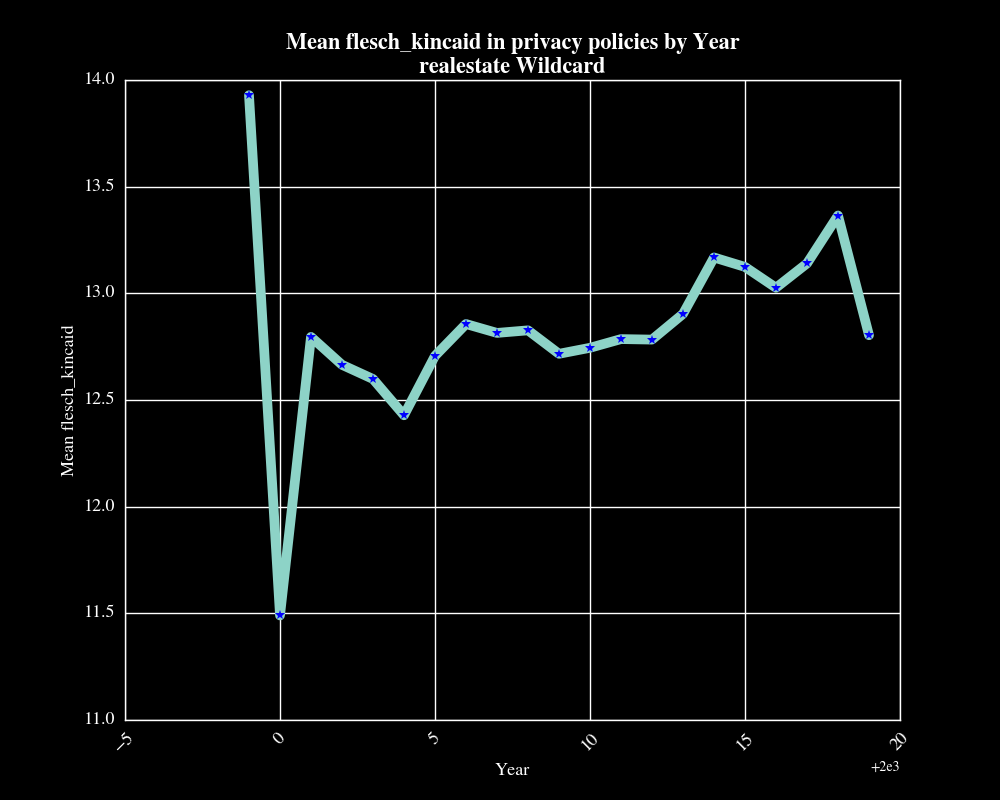 Mean flesch_kincaid in privacy policies by Year
realestate Wildcard
14.0
13.5
13.0
12.5
12.0
11.5
11.0
Mean flesch_kincaid
−5
0
5
10
15
20
Year
+2e3